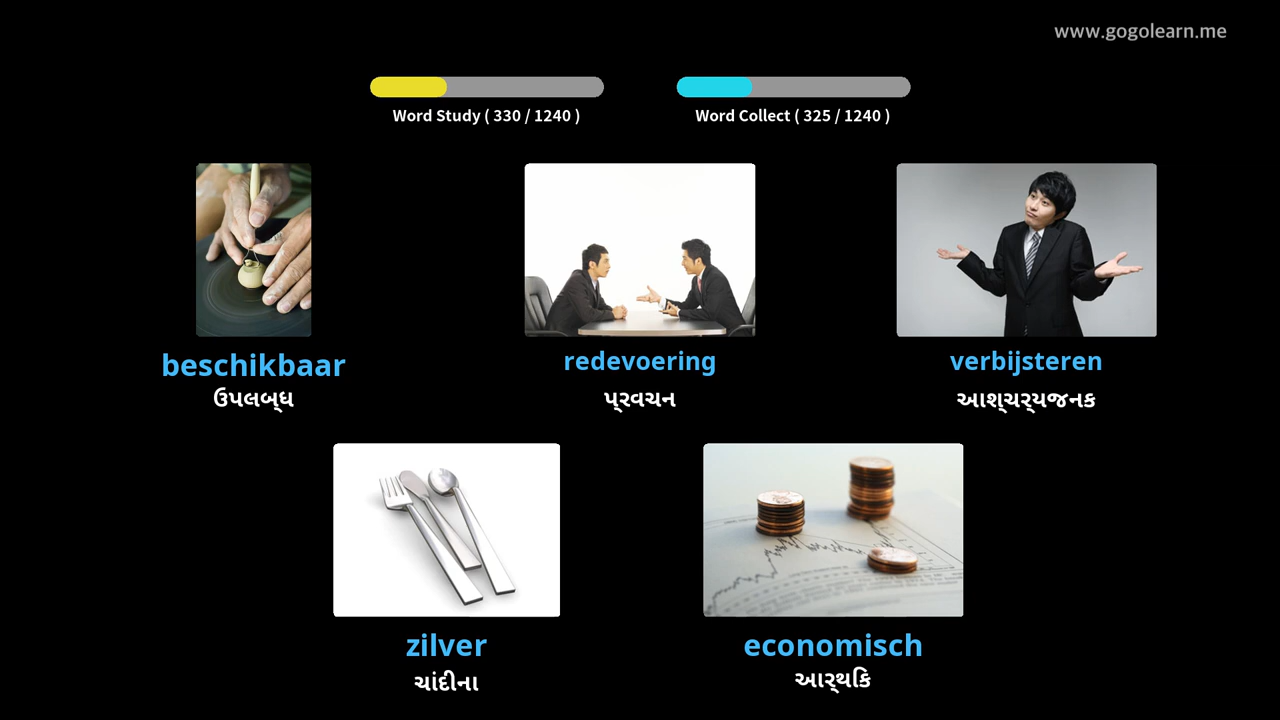 www.gogolearn.me
Word Study ( 330 / 1240 )
Word Collect ( 325 / 1240 )
beschikbaar
ઉપલબ્ધ
redevoering
પ્રવચન
verbijsteren
આશ્ચર્યજનક
zilver
ચાંદીના
economisch
આર્થિક